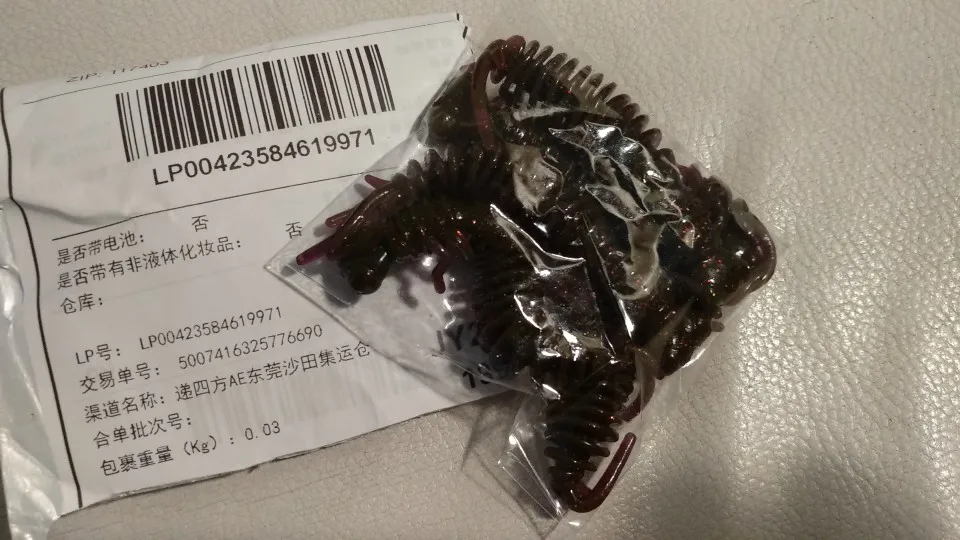 ZIP: 117403
LP00423584619971
是否带电池: 否
是否带有非液体化妆品: 否
仓库:
LP号: LP00423584619971
交易单号: 5007416325776690
渠道名称: 递四方AE东莞沙田集运仓
合单批次号:
包裹重量 (Kg) : 0.03